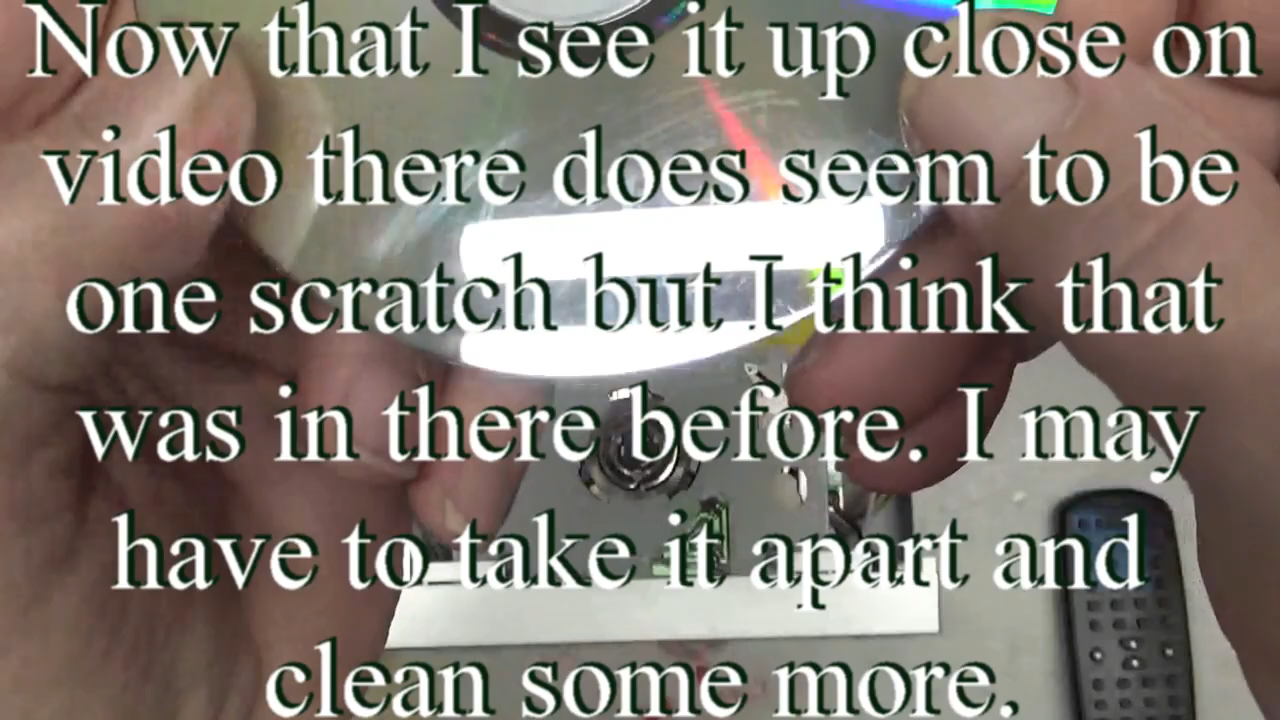 Now that I see it up close on
video there does seem to be
one scratch but I think that
was in there before. I may
have to take it apart and
clean some more.